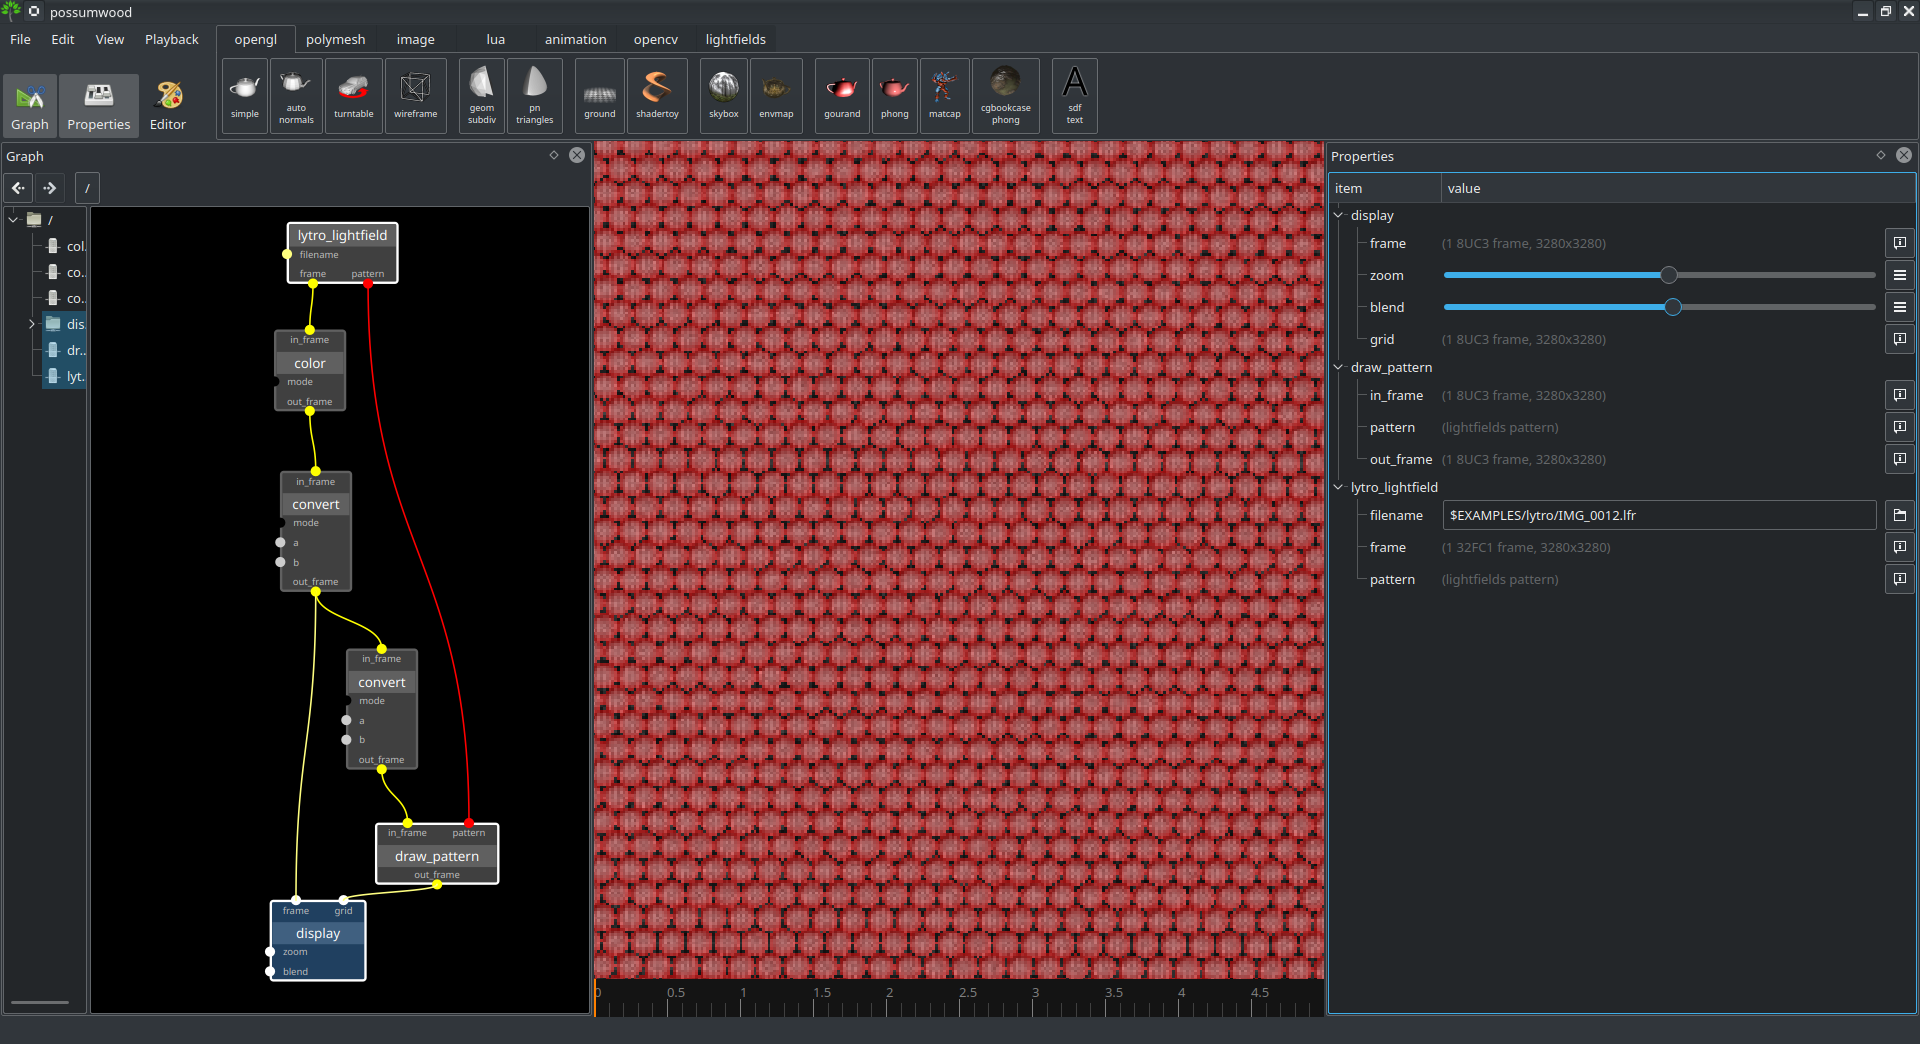 possumwood
File Edit View Playback
opengl polymesh image lua animation opencv lightfields
Graph Properties Editor
simple
auto normals
turntable
wireframe
geom subdiv
pn triangles
ground
shadertoy
skybox
envmap
gourand
phong
matcap
cgbookcase phong
sdf text
Graph
/
/
col.
co..
co..
dis
dr..
lyt.
lytro_lightfield
filename
frame pattern
in_frame
color
mode
out_frame
in_frame
convert
mode
a
b
out_frame
in_frame
convert
mode
a
b
out_frame
in_frame pattern
draw_pattern
out_frame
frame grid
display
zoom
blend
0 0.5 1 1.5 2 2.5 3 3.5 4 4.5
Properties
item value
display
frame (1 8UC3 frame, 3280x3280)
zoom
blend
grid (1 8UC3 frame, 3280x3280)
draw_pattern
in_frame (1 8UC3 frame, 3280x3280)
pattern (lightfields pattern)
out_frame (1 8UC3 frame, 3280x3280)
lytro_lightfield
filename $EXAMPLES/lytro/IMG_0012.lfr
frame (1 32FC1 frame, 3280x3280)
pattern (lightfields pattern)